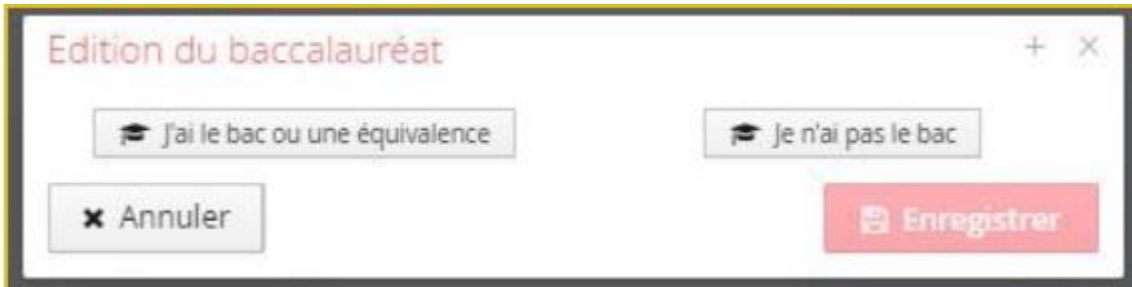 Edition du baccalauréat
J'ai le bac ou une équivalence
Je n'ai pas le bac
Annuler
Enregistrer